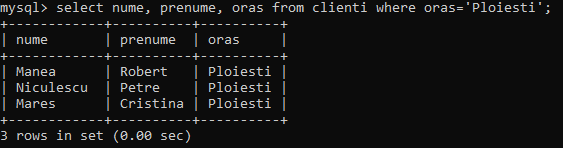 mysql> select nume, prenume, oras from clienti where oras='Ploiesti';
+-----------+----------+----------+
| nume      | prenume  | oras     |
+-----------+----------+----------+
| Manea     | Robert   | Ploiesti |
| Niculescu | Petre    | Ploiesti |
| Mares     | Cristina | Ploiesti |
+-----------+----------+----------+
3 rows in set (0.00 sec)